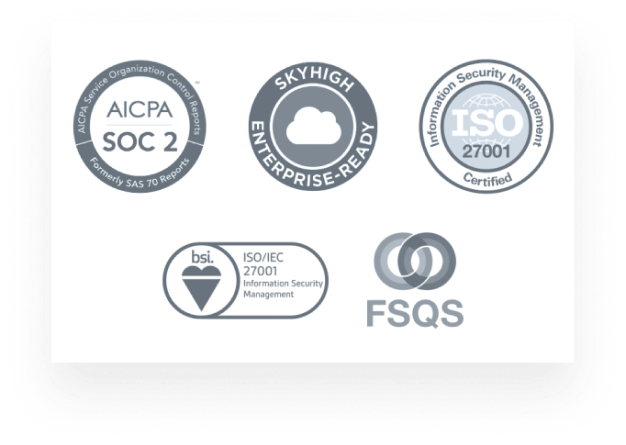 AICPA Service Organization Control Reports
AICPA
SOC 2
Formerly SAS 70 Reports
SKYHIGH
ENTERPRISE-READY
Information Security Management
ISO
27001
Certified
bsi.
ISO/IEC
27001
Information Security
Management
FSQS